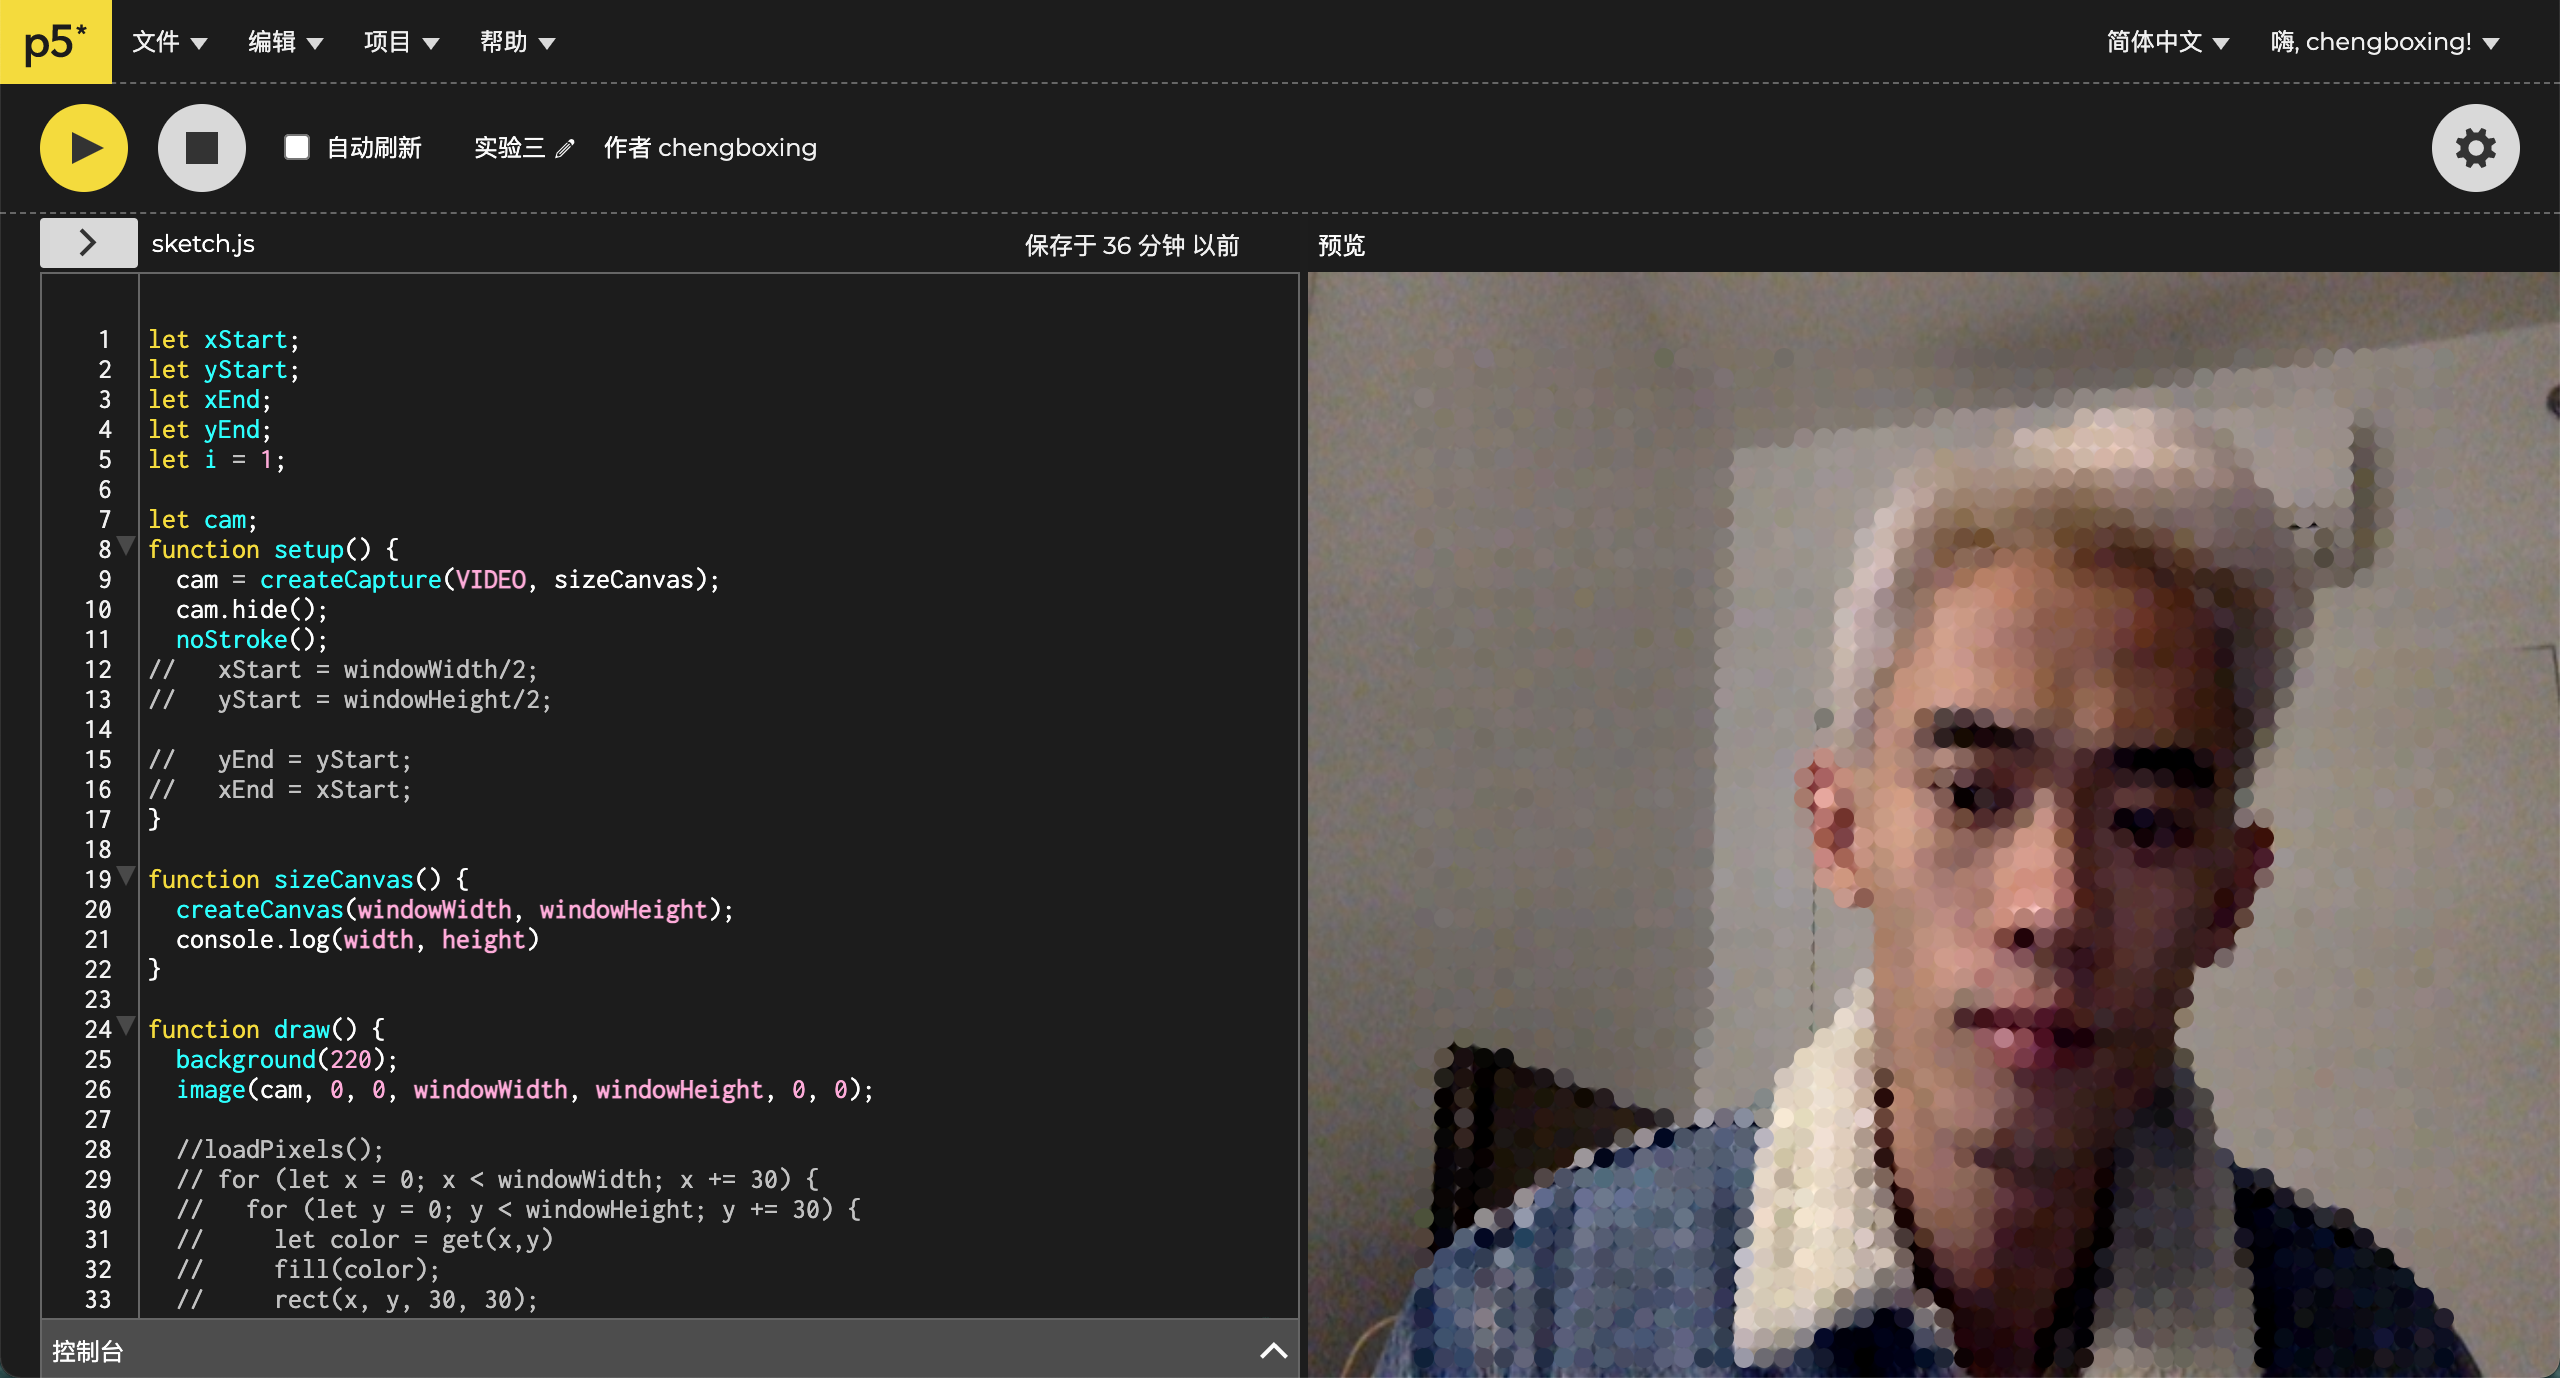 p5*
文件 编辑 项目 帮助 简体中文 嗨, chengboxing!
自动刷新 实验三 作者 chengboxing
sketch.js 保存于 36 分钟 以前 预览
1 let xStart;
2 let yStart;
3 let xEnd;
4 let yEnd;
5 let i = 1;
6
7 let cam;
8 function setup() {
9   cam = createCapture(VIDEO, sizeCanvas);
10   cam.hide();
11   noStroke();
12 //   xStart = windowWidth/2;
13 //   yStart = windowHeight/2;
14
15 //   yEnd = yStart;
16 //   xEnd = xStart;
17 }
18
19 function sizeCanvas() {
20   createCanvas(windowWidth, windowHeight);
21   console.log(width, height)
22 }
23
24 function draw() {
25   background(220);
26   image(cam, 0, 0, windowWidth, windowHeight, 0, 0);
27
28   //loadPixels();
29   // for (let x = 0; x < windowWidth; x += 30) {
30   //   for (let y = 0; y < windowHeight; y += 30) {
31   //     let color = get(x,y)
32   //     fill(color);
33   //     rect(x, y, 30, 30);
控制台